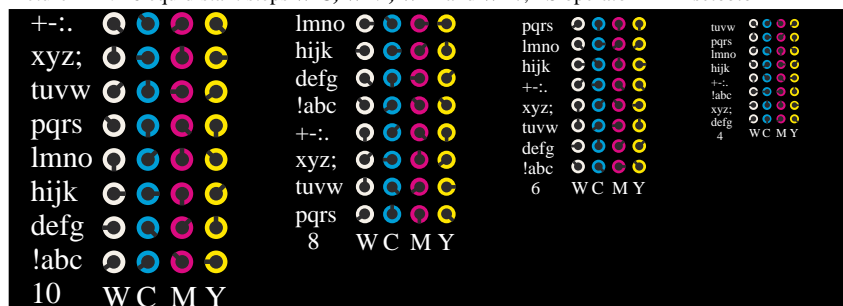 +-:.
xyz;
tuvw
pqrs
lmno
hijk
defg
!abc
10 W C M Y
lmno
hijk
defg
!abc
+-:.
xyz;
tuvw
pqrs
8 W C M Y
pqrs
lmno
hijk
+-:.
xyz;
tuvw
defg
!abc
6 W C M Y
tuvw
pqrs
lmno
hijk
+-:.
!abc
xyz;
defg
4 W C M Y